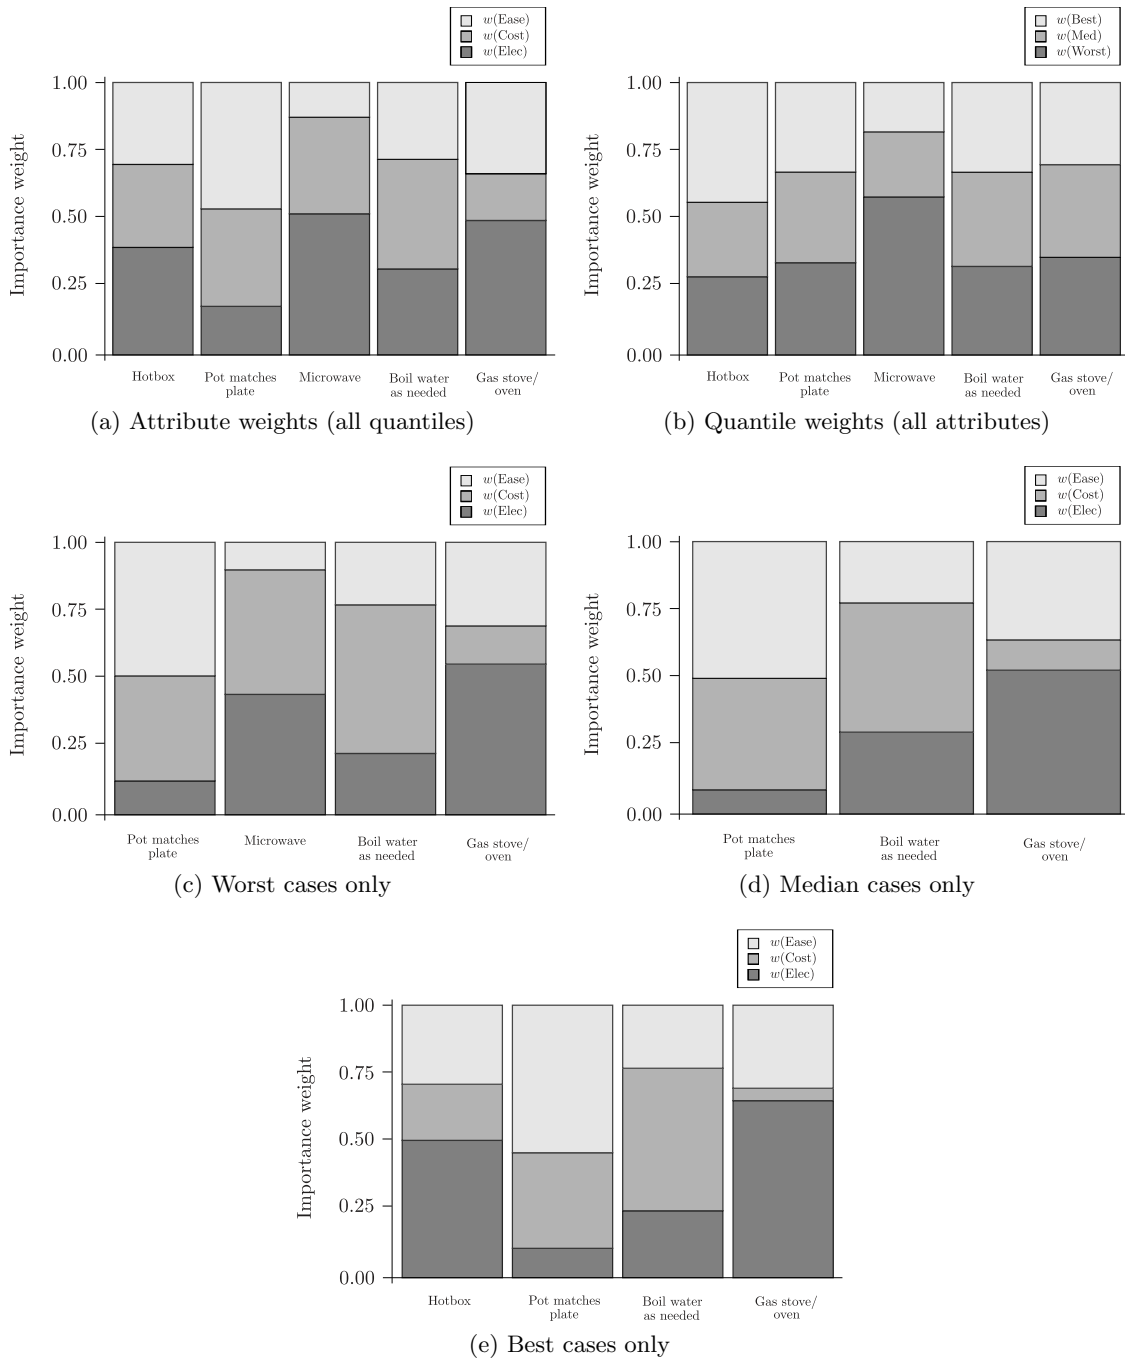 w(Ease)
w(Cost)
w(Elec)
Importance weight
1.00
0.75
0.50
0.25
0.00
Hotbox
Pot matches
plate
Microwave
Boil water
as needed
Gas stove/
oven
(a) Attribute weights (all quantiles)
w(Best)
w(Med)
w(Worst)
Importance weight
1.00
0.75
0.50
0.25
0.00
Hotbox
Pot matches
plate
Microwave
Boil water
as needed
Gas stove/
oven
(b) Quantile weights (all attributes)
w(Ease)
w(Cost)
w(Elec)
Importance weight
1.00
0.75
0.50
0.25
0.00
Pot matches
plate
Microwave
Boil water
as needed
Gas stove/
oven
(c) Worst cases only
w(Ease)
w(Cost)
w(Elec)
Importance weight
1.00
0.75
0.50
0.25
0.00
Pot matches
plate
Boil water
as needed
Gas stove/
oven
(d) Median cases only
w(Ease)
w(Cost)
w(Elec)
Importance weight
1.00
0.75
0.50
0.25
0.00
Hotbox
Pot matches
plate
Boil water
as needed
Gas stove/
oven
(e) Best cases only